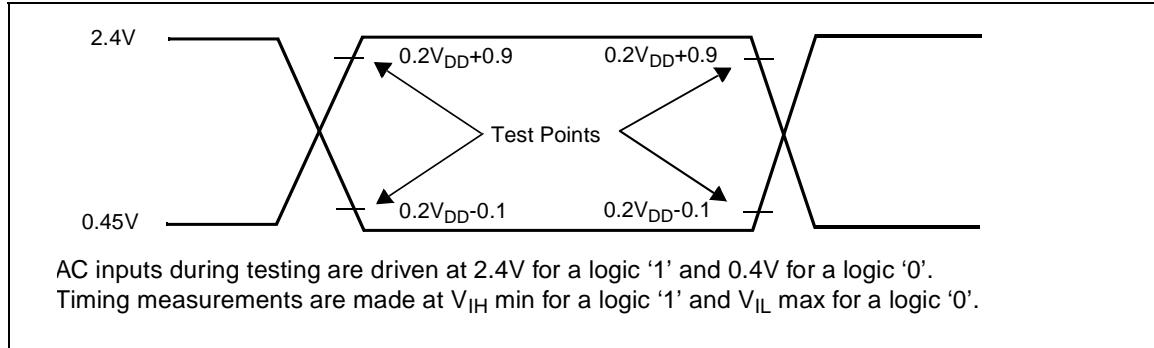 2.4V
0.2VDD+0.9 0.2VDD+0.9
Test Points
0.45V
0.2VDD-0.1 0.2VDD-0.1
AC inputs during testing are driven at 2.4V for a logic ‘1’ and 0.4V for a logic ‘0’.
Timing measurements are made at VIH min for a logic ‘1’ and VIL max for a logic ‘0’.